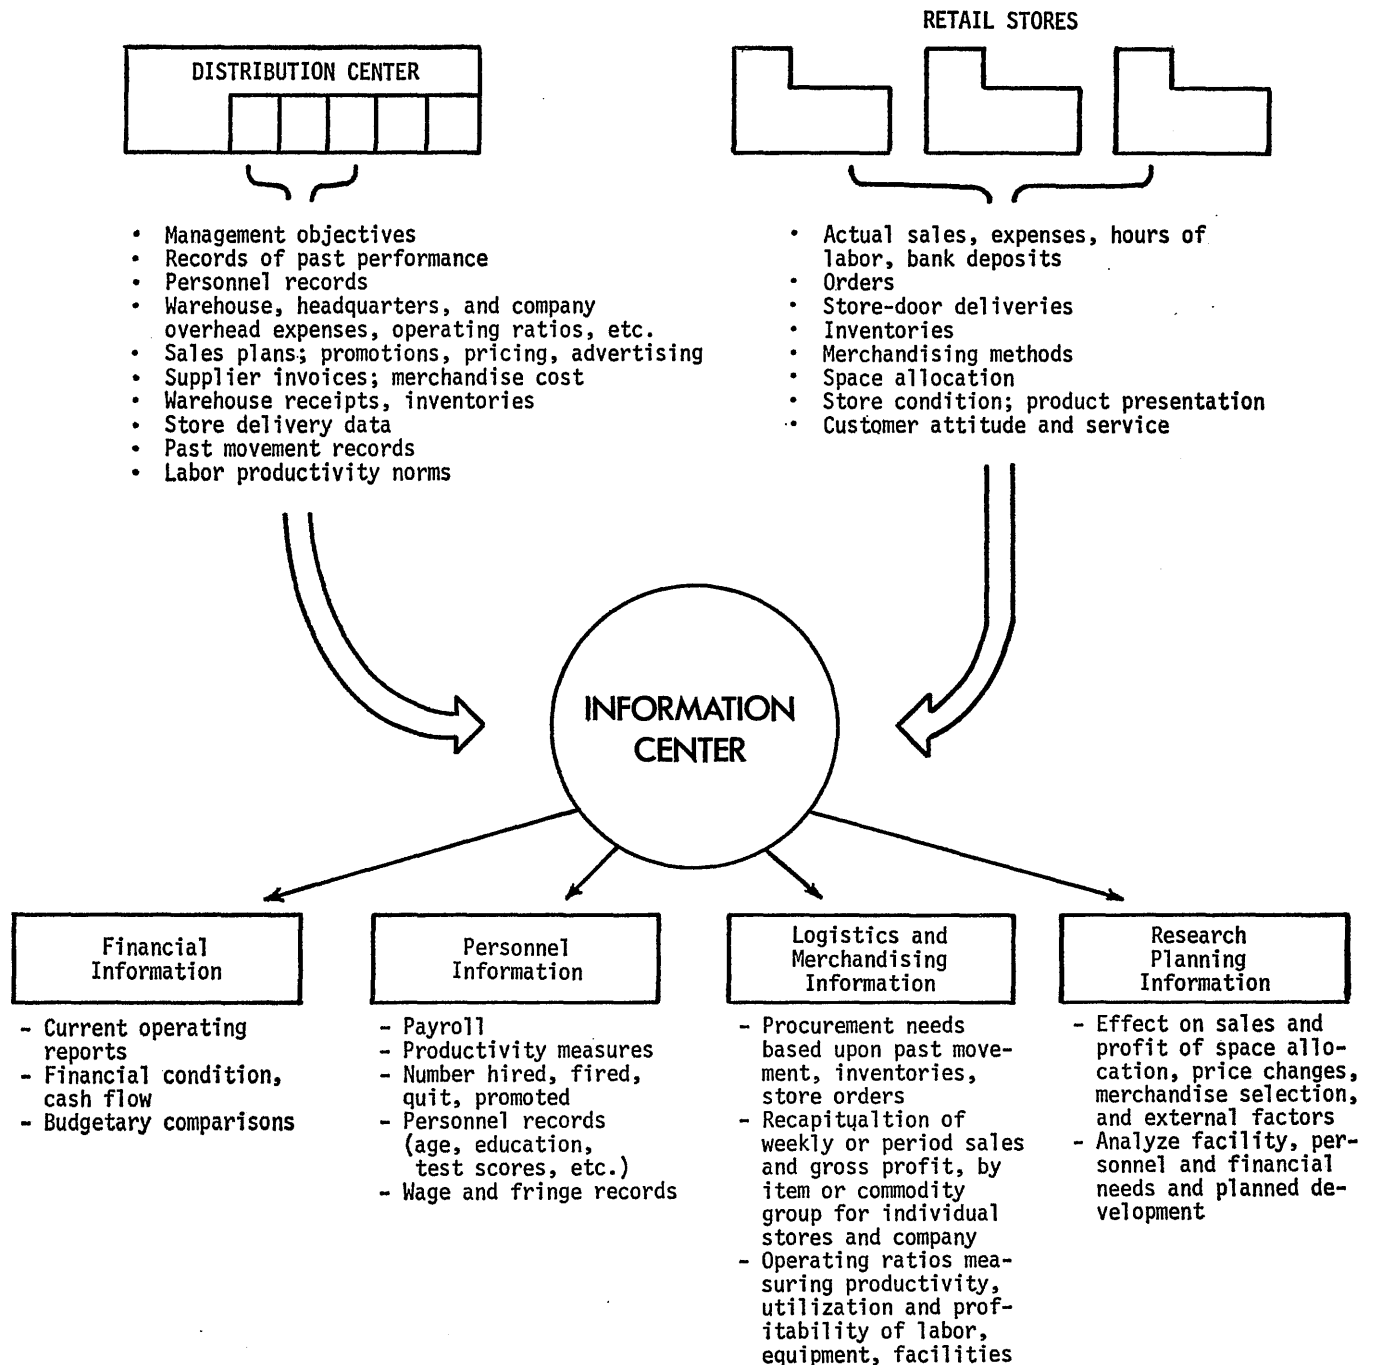 RETAIL STORES
DISTRIBUTION CENTER
• Management objectives
• Records of past performance
• Personnel records
• Warehouse, headquarters, and company
overhead expenses, operating ratios, etc.
• Sales plans; promotions, pricing, advertising
• Supplier invoices; merchandise cost
• Warehouse receipts, inventories
• Store delivery data
• Past movement records
• Labor productivity norms
• Actual sales, expenses, hours of
labor, bank deposits
• Orders
• Store-door deliveries
• Inventories
• Merchandising methods
• Space allocation
• Store condition; product presentation
• Customer attitude and service
INFORMATION
CENTER
Financial
Information
- Current operating
reports
- Financial condition,
cash flow
- Budgetary comparisons
Personnel
Information
- Payroll
- Productivity measures
- Number hired, fired,
quit, promoted
- Personnel records
(age, education,
test scores, etc.)
- Wage and fringe records
Logistics and
Merchandising
Information
- Procurement needs
based upon past move-
ment, inventories,
store orders
- Recapitualtion of
weekly or period sales
and gross profit, by
item or commodity
group for individual
stores and company
- Operating ratios mea-
suring productivity,
utilization and prof-
itability of labor,
equipment, facilities
Research
Planning
Information
- Effect on sales and
profit of space allo-
cation, price changes,
merchandise selection,
and external factors
- Analyze facility, per-
sonnel and financial
needs and planned de-
velopment